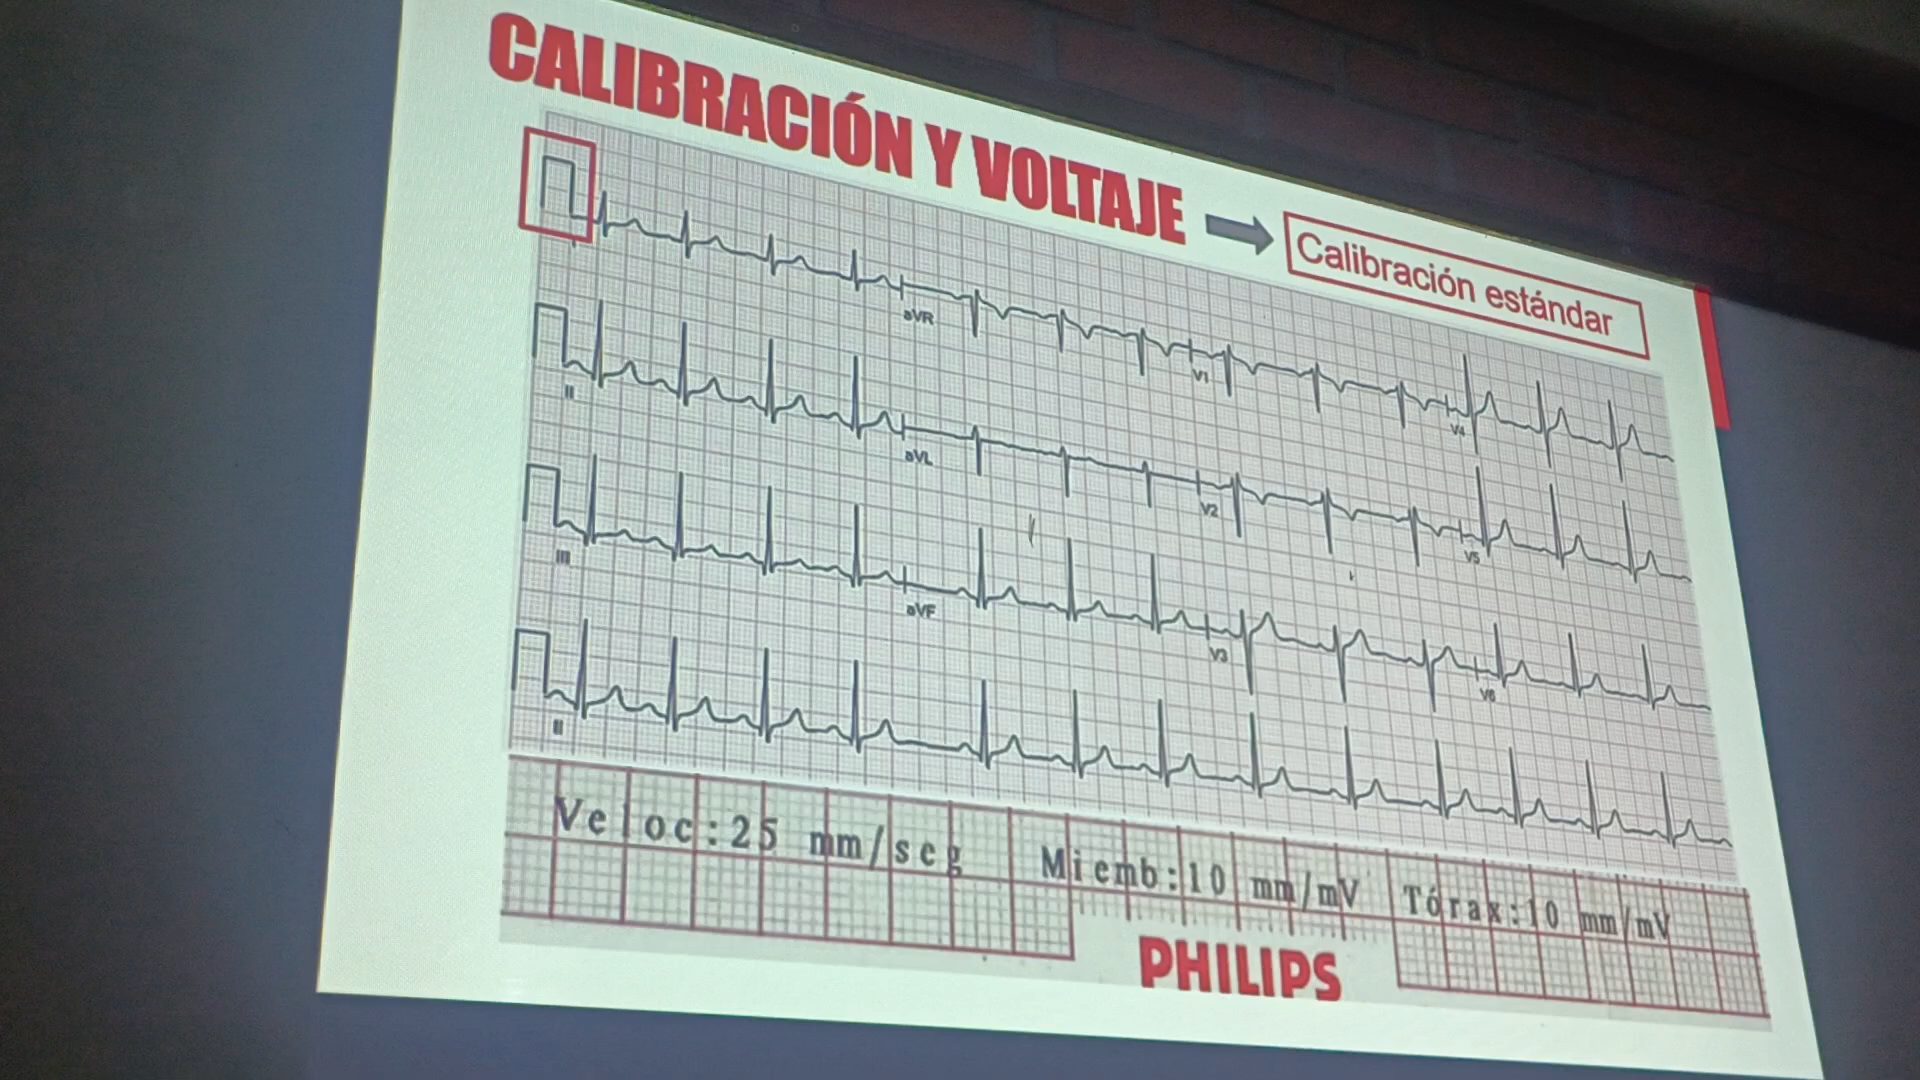 CALIBRACIÓN Y VOLTAJE
Calibración estándar
aVR
V1
V4
II
aVL
V2
V5
III
aVF
V3
V6
II
Veloc:25 mm/seg Miemb:10 mm/mV Tórax:10 mm/mV
PHILIPS